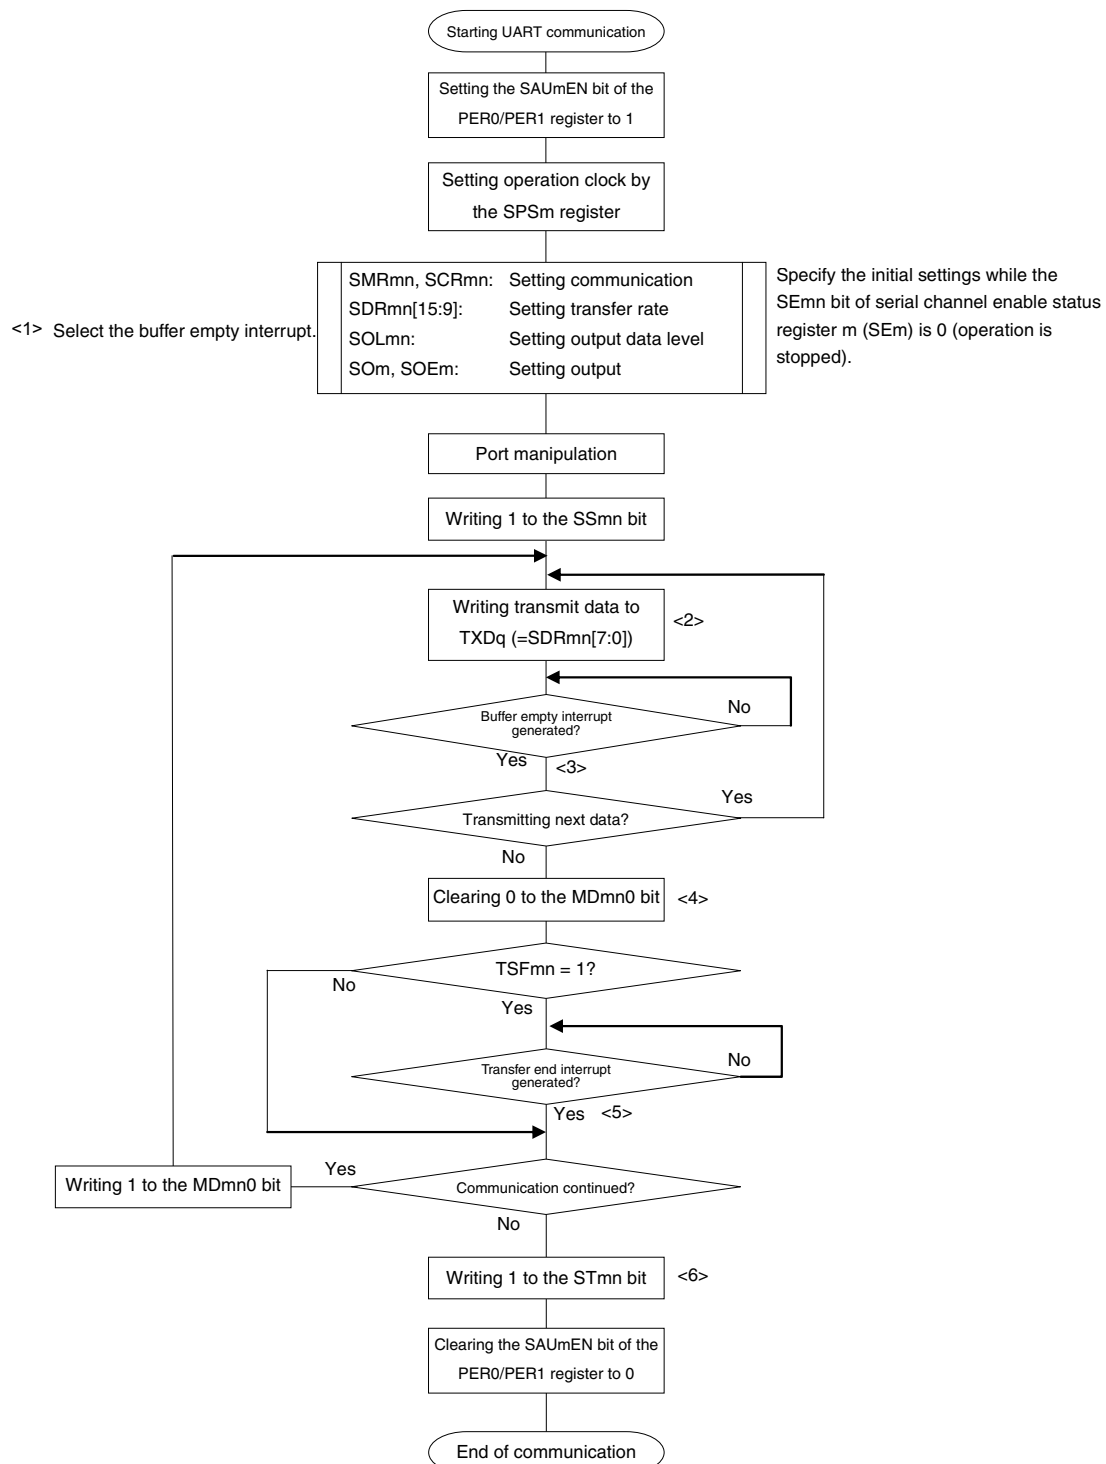 Starting UART communication
Setting the SAUmEN bit of the
PER0/PER1 register to 1
Setting operation clock by
the SPSm register
<1> Select the buffer empty interrupt.
SMRmn, SCRmn: Setting communication
SDRmn[15:9]: Setting transfer rate
SOLmn: Setting output data level
SOm, SOEm: Setting output
Specify the initial settings while the
SEmn bit of serial channel enable status
register m (SEm) is 0 (operation is
stopped).
Port manipulation
Writing 1 to the SSmn bit
Writing transmit data to
TXDq (=SDRmn[7:0])
<2>
No
Buffer empty interrupt
generated?
Yes
<3>
Yes
Transmitting next data?
No
Clearing 0 to the MDmn0 bit
<4>
TSFmn = 1?
No
Yes
No
Transfer end interrupt
generated?
Yes
<5>
Yes
Writing 1 to the MDmn0 bit
Communication continued?
No
Writing 1 to the STmn bit
<6>
Clearing the SAUmEN bit of the
PER0/PER1 register to 0
End of communication